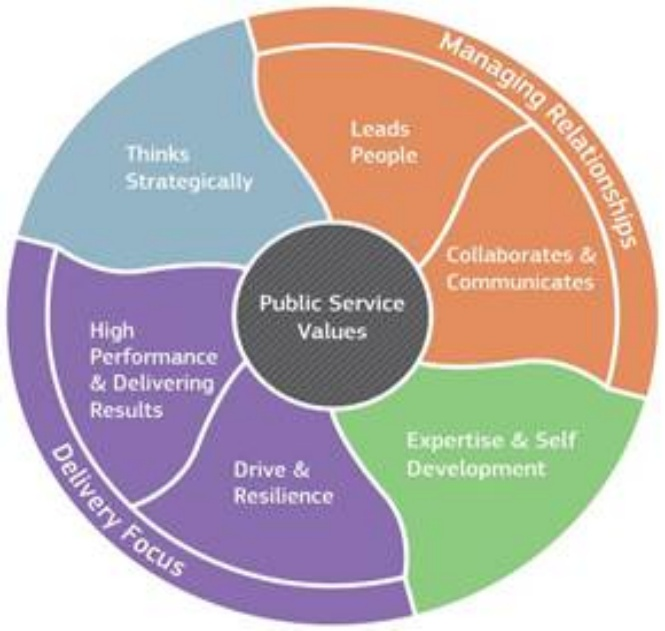 Managing Relationships
Leads
People
Thinks
Strategically
Collaborates &
Communicates
Public Service
Values
High
Performance
& Delivering
Results
Expertise & Self
Development
Drive &
Resilience
Delivery Focus